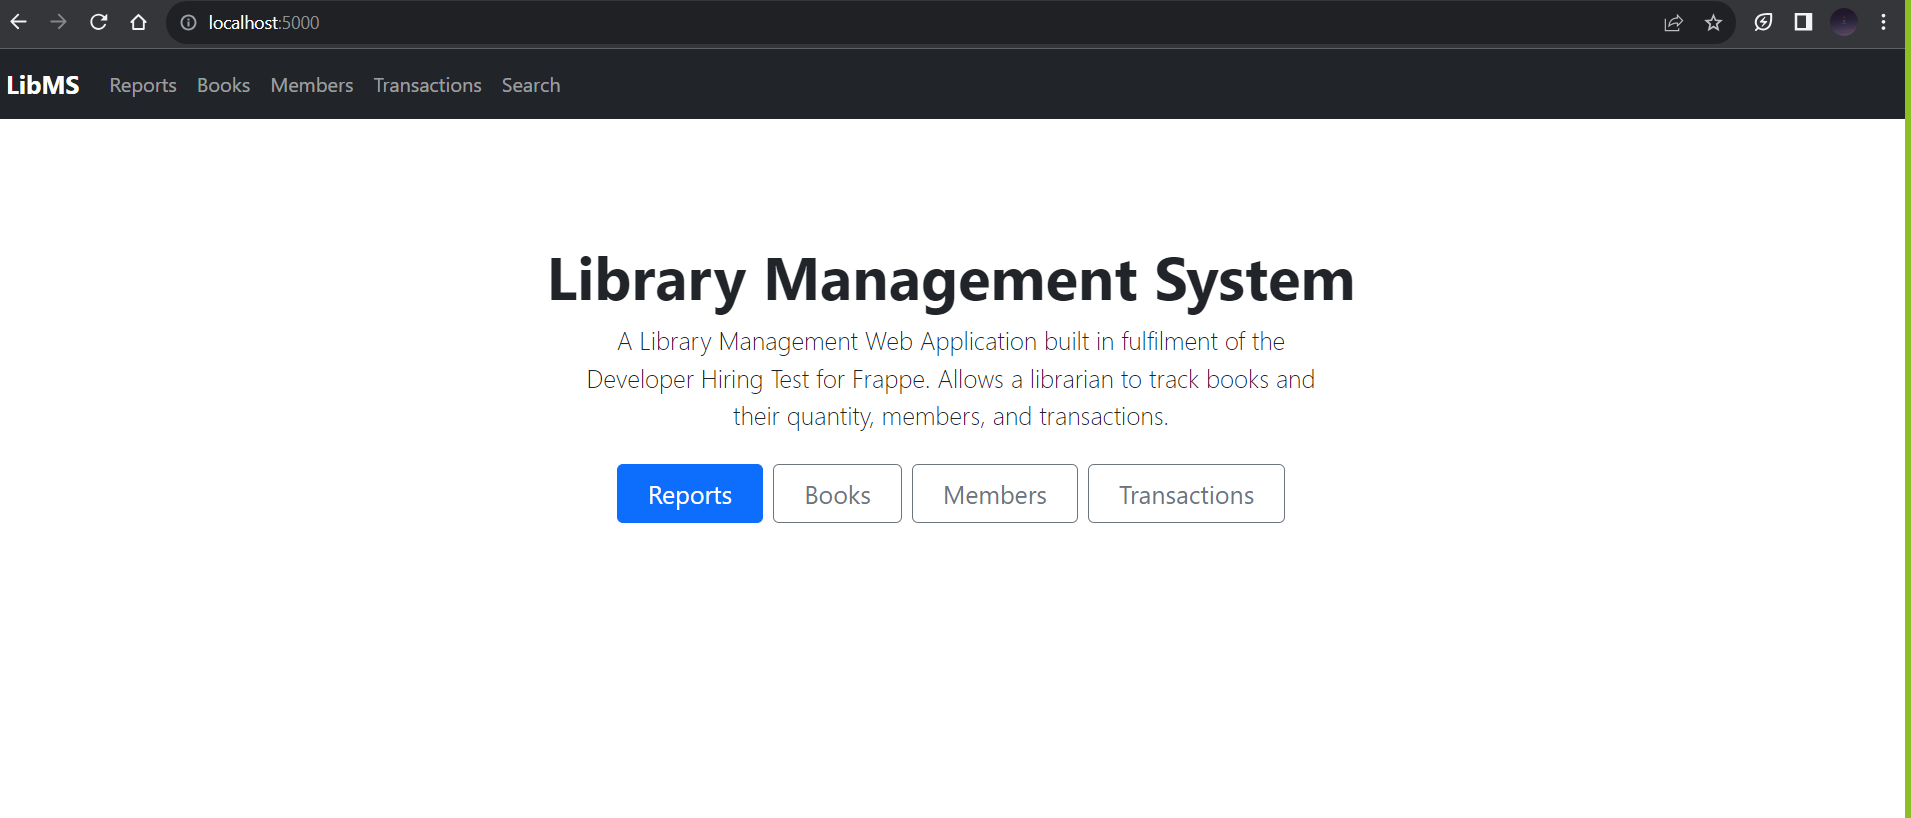 localhost:5000
LibMS Reports Books Members Transactions Search
Library Management System
A Library Management Web Application built in fulfilment of the
Developer Hiring Test for Frappe. Allows a librarian to track books and
their quantity, members, and transactions.
Reports Books Members Transactions